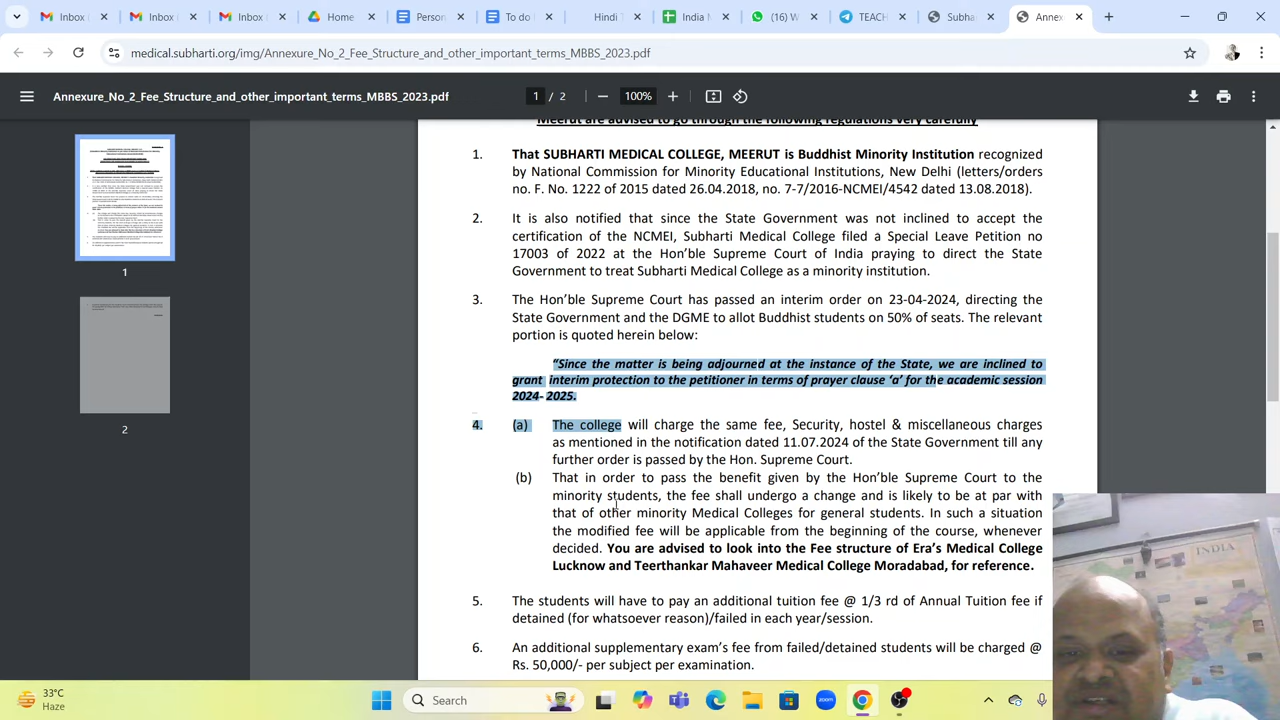 Inbox
Inbox
Inbox
Home
Person
To do
Hindi T
India M
(16) W
TEACH
Subha
Annex
medical.subharti.org/img/Annexure_No_2_Fee_Structure_and_other_important_terms_MBBS_2023.pdf
Annexure_No_2_Fee_Structure_and_other_important_terms_MBBS_2023.pdf
1 / 2
100%
Meerut are advised to go through the following regulations very carefully
1. That SUBHARTI MEDICAL COLLEGE, MEERUT is Buddhist Minority Institution recognized
by National Commission for Minority Educational Institutions, New Delhi (letters/orders
no. F. No. 1222 of 2015 dated 26.04.2018, no. 7-7/2016-NCMEI/4542 dated 13.08.2018).
2. It is also notified that since the State Government was not inclined to accept the
certification of the NCMEI, Subharti Medical College filed a Special Leave Petition no
17003 of 2022 at the Hon'ble Supreme Court of India praying to direct the State
Government to treat Subharti Medical College as a minority institution.
3. The Hon'ble Supreme Court has passed an interim order on 23-04-2024, directing the
State Government and the DGME to allot Buddhist students on 50% of seats. The relevant
portion is quoted herein below:
“Since the matter is being adjourned at the instance of the State, we are inclined to
grant interim protection to the petitioner in terms of prayer clause ‘a’ for the academic session
2024- 2025.
4. (a) The college will charge the same fee, Security, hostel & miscellaneous charges
as mentioned in the notification dated 11.07.2024 of the State Government till any
further order is passed by the Hon. Supreme Court.
(b) That in order to pass the benefit given by the Hon'ble Supreme Court to the
minority students, the fee shall undergo a change and is likely to be at par with
that of other minority Medical Colleges for general students. In such a situation
the modified fee will be applicable from the beginning of the course, whenever
decided. You are advised to look into the Fee structure of Era's Medical College
Lucknow and Teerthankar Mahaveer Medical College Moradabad, for reference.
5. The students will have to pay an additional tuition fee @ 1/3 rd of Annual Tuition fee if
detained (for whatsoever reason)/failed in each year/session.
6. An additional supplementary exam's fee from failed/detained students will be charged @
Rs. 50,000/- per subject per examination.
1
2
INDIA
33°C
Haze
Search
zoom